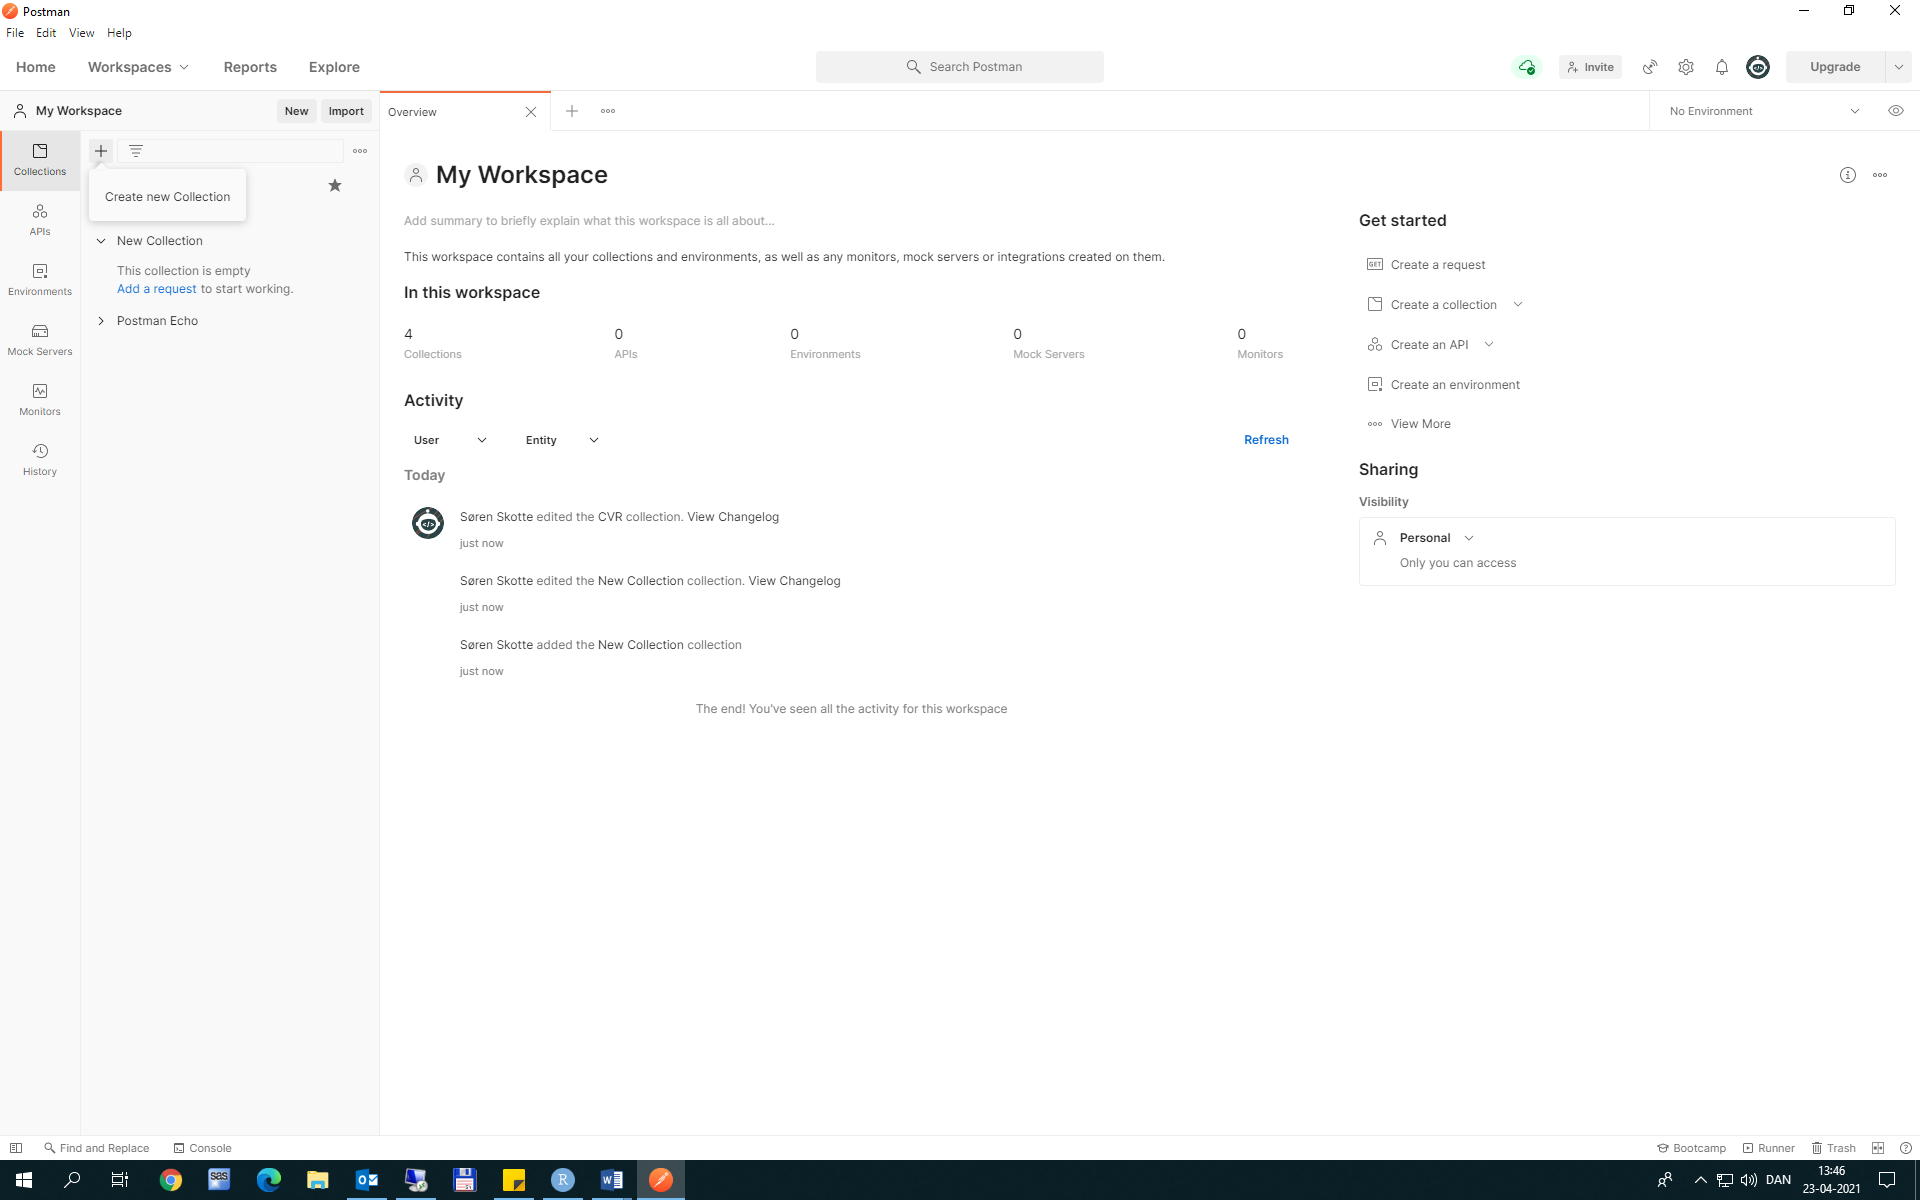 Postman
File Edit View Help
Home Workspaces Reports Explore
Search Postman
Invite
Upgrade
My Workspace
New Import
Overview
No Environment
Collections
APIs
Environments
Mock Servers
Monitors
History
Create new Collection
New Collection
This collection is empty
Add a request to start working.
Postman Echo
My Workspace
Add summary to briefly explain what this workspace is all about...
This workspace contains all your collections and environments, as well as any monitors, mock servers or integrations created on them.
In this workspace
4 0 0 0 0
Collections APIs Environments Mock Servers Monitors
Activity
User Entity Refresh
Today
Søren Skotte edited the CVR collection. View Changelog
just now
Søren Skotte edited the New Collection collection. View Changelog
just now
Søren Skotte added the New Collection collection
just now
The end! You've seen all the activity for this workspace
Get started
GET Create a request
Create a collection
Create an API
Create an environment
View More
Sharing
Visibility
Personal
Only you can access
Find and Replace Console
Bootcamp Runner Trash
sas
DAN
13:46
23-04-2021